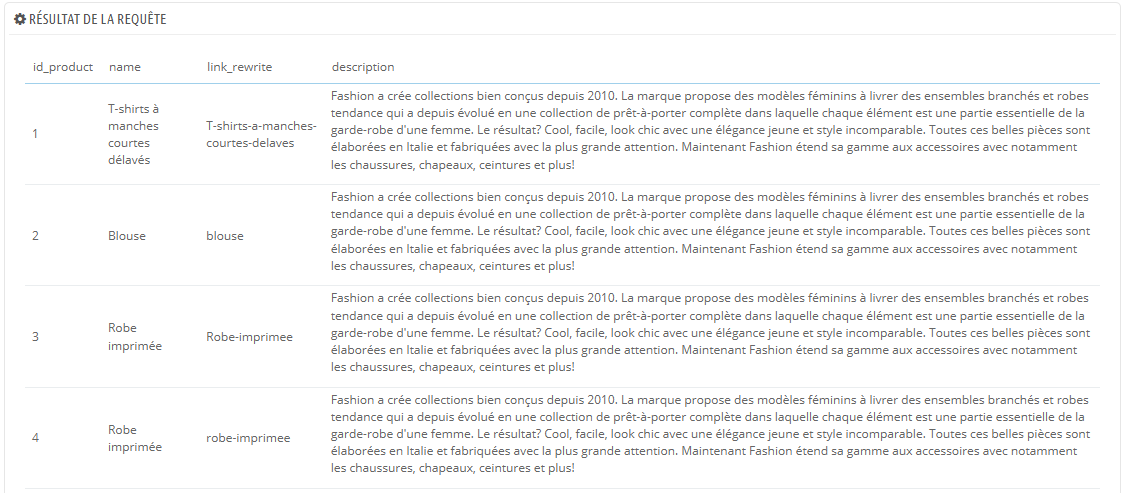 RÉSULTAT DE LA REQUÊTE
id_product name link_rewrite description
1
T-shirts à
manches
courtes
délavés
T-shirts-a-manches-
courtes-delaves
Fashion a crée collections bien conçus depuis 2010. La marque propose des modèles féminins à livrer des ensembles branchés et robes
tendance qui a depuis évolué en une collection de prêt-à-porter complète dans laquelle chaque élément est une partie essentielle de la
garde-robe d'une femme. Le résultat? Cool, facile, look chic avec une élégance jeune et style incomparable. Toutes ces belles pièces sont
élaborées en Italie et fabriquées avec la plus grande attention. Maintenant Fashion étend sa gamme aux accessoires avec notamment
les chaussures, chapeaux, ceintures et plus!
2
Blouse
blouse
Fashion a crée collections bien conçus depuis 2010. La marque propose des modèles féminins à livrer des ensembles branchés et robes
tendance qui a depuis évolué en une collection de prêt-à-porter complète dans laquelle chaque élément est une partie essentielle de la
garde-robe d'une femme. Le résultat? Cool, facile, look chic avec une élégance jeune et style incomparable. Toutes ces belles pièces sont
élaborées en Italie et fabriquées avec la plus grande attention. Maintenant Fashion étend sa gamme aux accessoires avec notamment
les chaussures, chapeaux, ceintures et plus!
3
Robe
imprimée
Robe-imprimee
Fashion a crée collections bien conçus depuis 2010. La marque propose des modèles féminins à livrer des ensembles branchés et robes
tendance qui a depuis évolué en une collection de prêt-à-porter complète dans laquelle chaque élément est une partie essentielle de la
garde-robe d'une femme. Le résultat? Cool, facile, look chic avec une élégance jeune et style incomparable. Toutes ces belles pièces sont
élaborées en Italie et fabriquées avec la plus grande attention. Maintenant Fashion étend sa gamme aux accessoires avec notamment
les chaussures, chapeaux, ceintures et plus!
4
Robe
imprimée
robe-imprimee
Fashion a crée collections bien conçus depuis 2010. La marque propose des modèles féminins à livrer des ensembles branchés et robes
tendance qui a depuis évolué en une collection de prêt-à-porter complète dans laquelle chaque élément est une partie essentielle de la
garde-robe d'une femme. Le résultat? Cool, facile, look chic avec une élégance jeune et style incomparable. Toutes ces belles pièces sont
élaborées en Italie et fabriquées avec la plus grande attention. Maintenant Fashion étend sa gamme aux accessoires avec notamment
les chaussures, chapeaux, ceintures et plus!